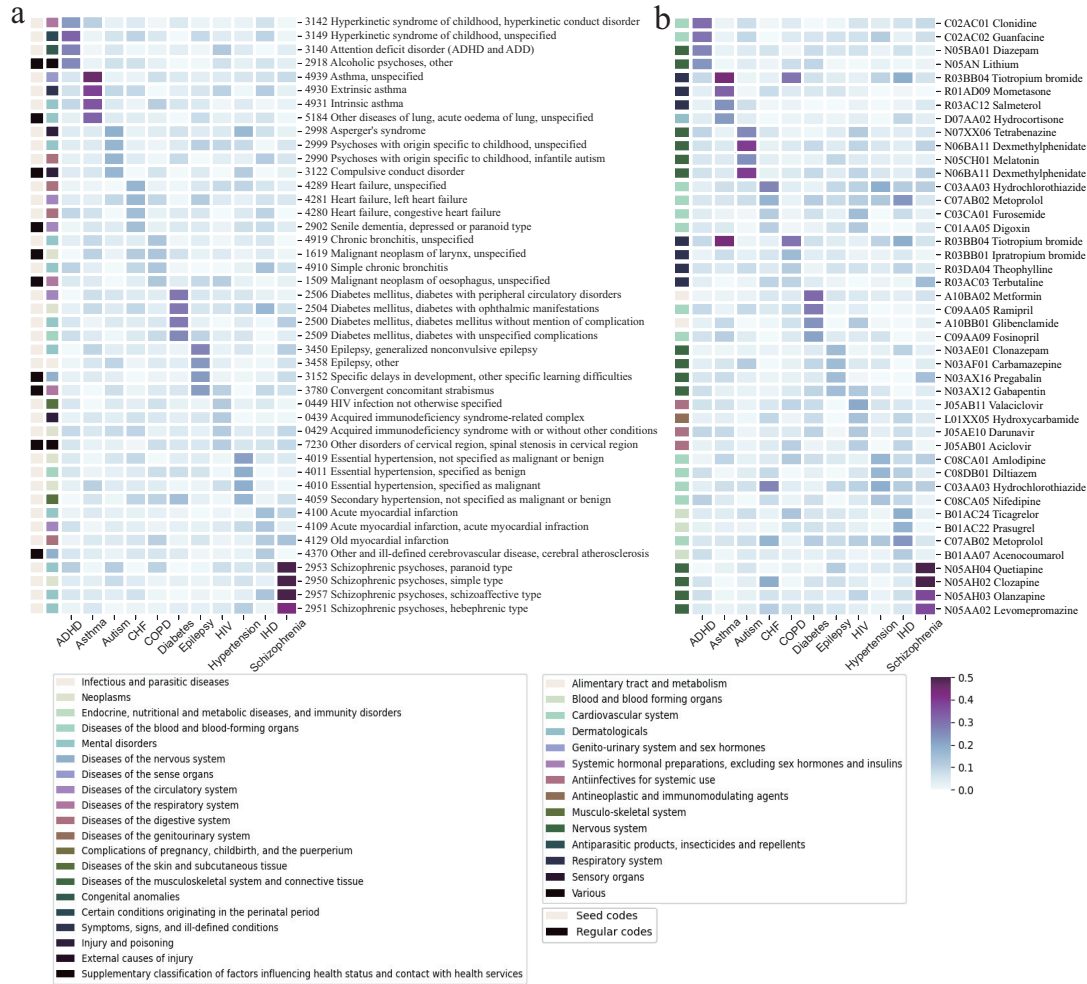 a
3142 Hyperkinetic syndrome of childhood, hyperkinetic conduct disorder
3149 Hyperkinetic syndrome of childhood, unspecified
3140 Attention deficit disorder (ADHD and ADD)
2918 Alcoholic psychoses, other
4939 Asthma, unspecified
4930 Extrinsic asthma
4931 Intrinsic asthma
5184 Other diseases of lung, acute oedema of lung, unspecified
2998 Asperger's syndrome
2999 Psychoses with origin specific to childhood, unspecified
2990 Psychoses with origin specific to childhood, infantile autism
3122 Compulsive conduct disorder
4289 Heart failure, unspecified
4281 Heart failure, left heart failure
4280 Heart failure, congestive heart failure
2902 Senile dementia, depressed or paranoid type
4919 Chronic bronchitis, unspecified
1619 Malignant neoplasm of larynx, unspecified
4910 Simple chronic bronchitis
1509 Malignant neoplasm of oesophagus, unspecified
2506 Diabetes mellitus, diabetes with peripheral circulatory disorders
2504 Diabetes mellitus, diabetes with ophthalmic manifestations
2500 Diabetes mellitus, diabetes mellitus without mention of complication
2509 Diabetes mellitus, diabetes with unspecified complications
3450 Epilepsy, generalized nonconvulsive epilepsy
3458 Epilepsy, other
3152 Specific delays in development, other specific learning difficulties
3780 Convergent concomitant strabismus
0449 HIV infection not otherwise specified
0439 Acquired immunodeficiency syndrome-related complex
0429 Acquired immunodeficiency syndrome with or without other conditions
7230 Other disorders of cervical region, spinal stenosis in cervical region
4019 Essential hypertension, not specified as malignant or benign
4011 Essential hypertension, specified as benign
4010 Essential hypertension, specified as malignant
4059 Secondary hypertension, not specified as malignant or benign
4100 Acute myocardial infarction
4109 Acute myocardial infarction, acute myocardial infraction
4129 Old myocardial infarction
4370 Other and ill-defined cerebrovascular disease, cerebral atherosclerosis
2953 Schizophrenic psychoses, paranoid type
2950 Schizophrenic psychoses, simple type
2957 Schizophrenic psychoses, schizoaffective type
2951 Schizophrenic psychoses, hebephrenic type
ADHD
Asthma
Autism
CHF
COPD
Diabetes
Epilepsy
HIV
Hypertension
IHD
Schizophrenia
b
C02AC01 Clonidine
C02AC02 Guanfacine
N05BA01 Diazepam
N05AN Lithium
R03BB04 Tiotropium bromide
R01AD09 Mometasone
R03AC12 Salmeterol
D07AA02 Hydrocortisone
N07XX06 Tetrabenazine
N06BA11 Dexmethylphenidate
N05CH01 Melatonin
N06BA11 Dexmethylphenidate
C03AA03 Hydrochlorothiazide
C07AB02 Metoprolol
C03CA01 Furosemide
C01AA05 Digoxin
R03BB04 Tiotropium bromide
R03BB01 Ipratropium bromide
R03DA04 Theophylline
R03AC03 Terbutaline
A10BA02 Metformin
C09AA05 Ramipril
A10BB01 Glibenclamide
C09AA09 Fosinopril
N03AE01 Clonazepam
N03AF01 Carbamazepine
N03AX16 Pregabalin
N03AX12 Gabapentin
J05AB11 Valaciclovir
L01XX05 Hydroxycarbamide
J05AE10 Darunavir
J05AB01 Aciclovir
C08CA01 Amlodipine
C08DB01 Diltiazem
C03AA03 Hydrochlorothiazide
C08CA05 Nifedipine
B01AC24 Ticagrelor
B01AC22 Prasugrel
C07AB02 Metoprolol
B01AA07 Acenocoumarol
N05AH04 Quetiapine
N05AH02 Clozapine
N05AH03 Olanzapine
N05AA02 Levomepromazine
ADHD
Asthma
Autism
CHF
COPD
Diabetes
Epilepsy
HIV
Hypertension
IHD
Schizophrenia
Infectious and parasitic diseases
Neoplasms
Endocrine, nutritional and metabolic diseases, and immunity disorders
Diseases of the blood and blood-forming organs
Mental disorders
Diseases of the nervous system
Diseases of the sense organs
Diseases of the circulatory system
Diseases of the respiratory system
Diseases of the digestive system
Diseases of the genitourinary system
Complications of pregnancy, childbirth, and the puerperium
Diseases of the skin and subcutaneous tissue
Diseases of the musculoskeletal system and connective tissue
Congenital anomalies
Certain conditions originating in the perinatal period
Symptoms, signs, and ill-defined conditions
Injury and poisoning
External causes of injury
Supplementary classification of factors influencing health status and contact with health services
Alimentary tract and metabolism
Blood and blood forming organs
Cardiovascular system
Dermatologicals
Genito-urinary system and sex hormones
Systemic hormonal preparations, excluding sex hormones and insulins
Antiinfectives for systemic use
Antineoplastic and immunomodulating agents
Musculo-skeletal system
Nervous system
Antiparasitic products, insecticides and repellents
Respiratory system
Sensory organs
Various
Seed codes
Regular codes
0.5
0.4
0.3
0.2
0.1
0.0